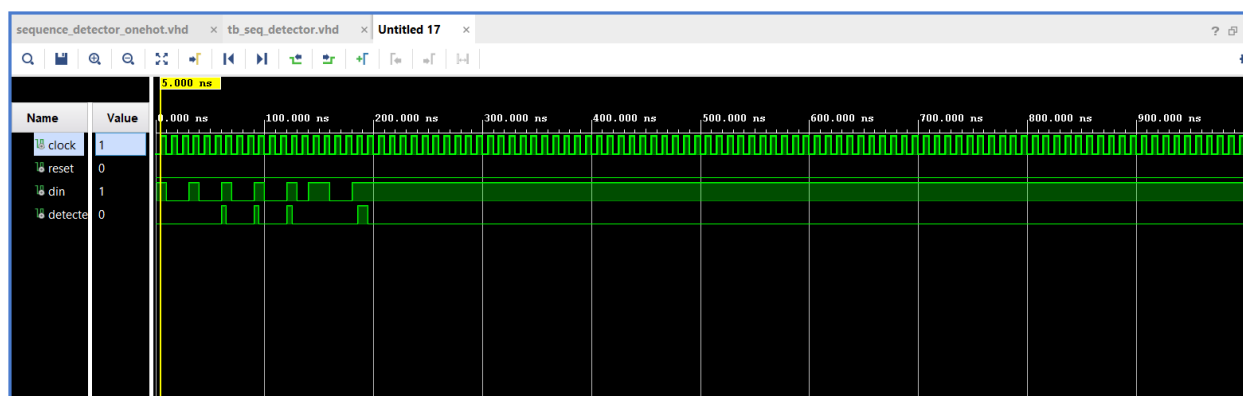 sequence_detector_onehot.vhd × tb_seq_detector.vhd × Untitled 17 × ?
5.000 ns
Name Value 0.000 ns 100.000 ns 200.000 ns 300.000 ns 400.000 ns 500.000 ns 600.000 ns 700.000 ns 800.000 ns 900.000 ns
clock 1
reset 0
din 1
detecte 0